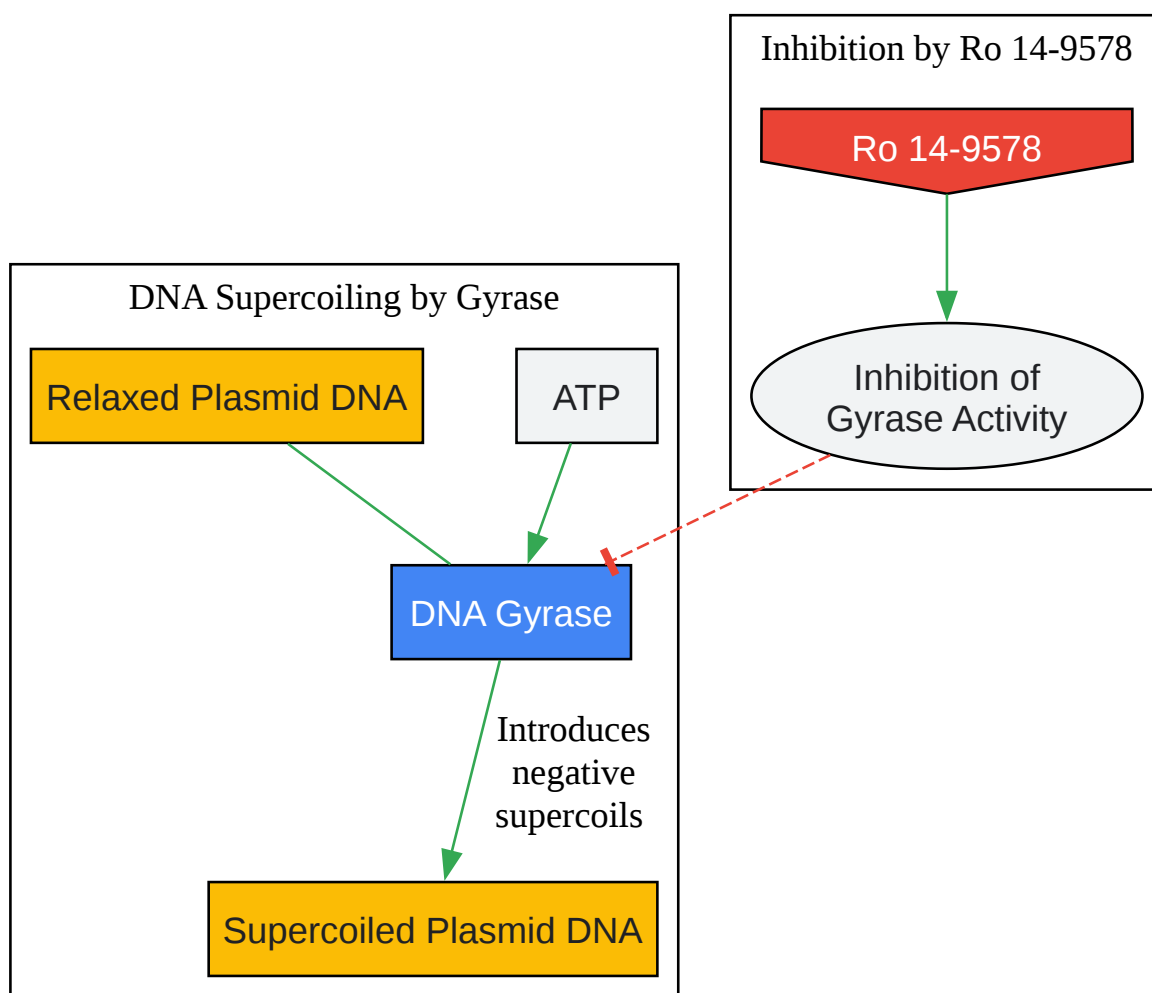 Inhibition by Ro 14-9578
Ro 14-9578
DNA Supercoiling by Gyrase
Relaxed Plasmid DNA
ATP
Inhibition of
Gyrase Activity
DNA Gyrase
Introduces
negative
supercoils
Supercoiled Plasmid DNA